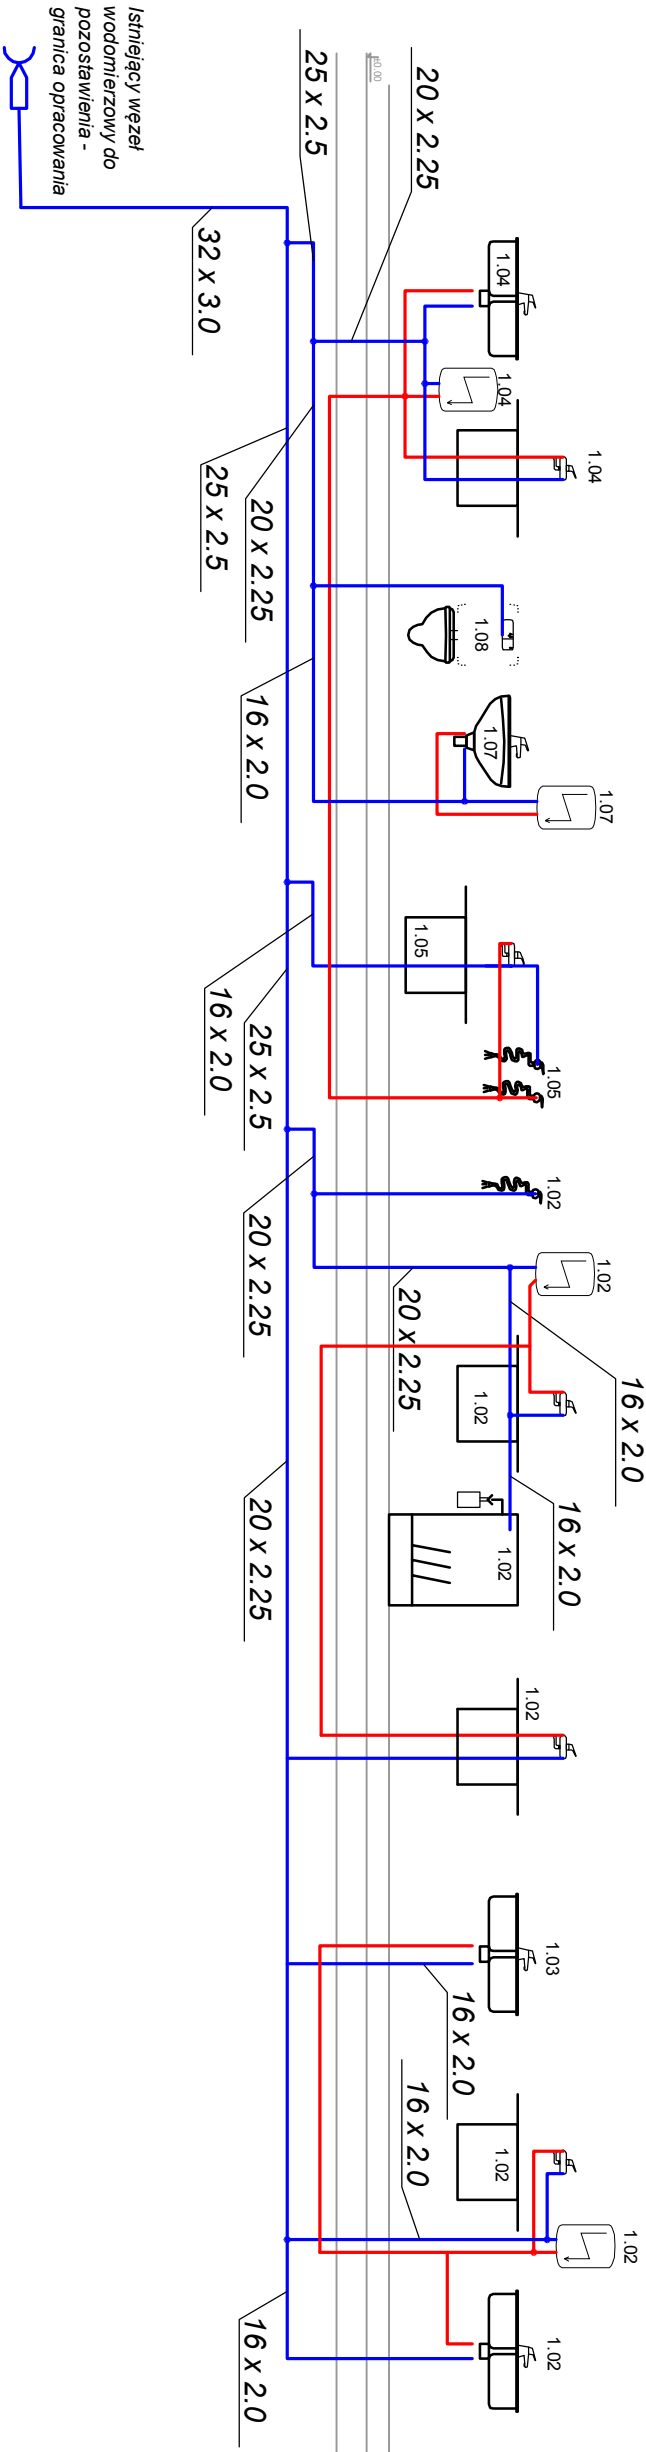 Istniejący węzeł
wodomierzowy do
pozostawienia -
granica opracowania
32 x 3.0
25 x 2.5
±0.00
20 x 2.25
1.04
1.04
1.04
25 x 2.5
20 x 2.25
16 x 2.0
1.08
1.07
1.07
1.05
16 x 2.0
25 x 2.5
1.05
1.02
20 x 2.25
1.02
20 x 2.25
16 x 2.0
1.02
16 x 2.0
1.02
20 x 2.25
1.02
1.03
16 x 2.0
16 x 2.0
1.02
1.02
16 x 2.0
1.02